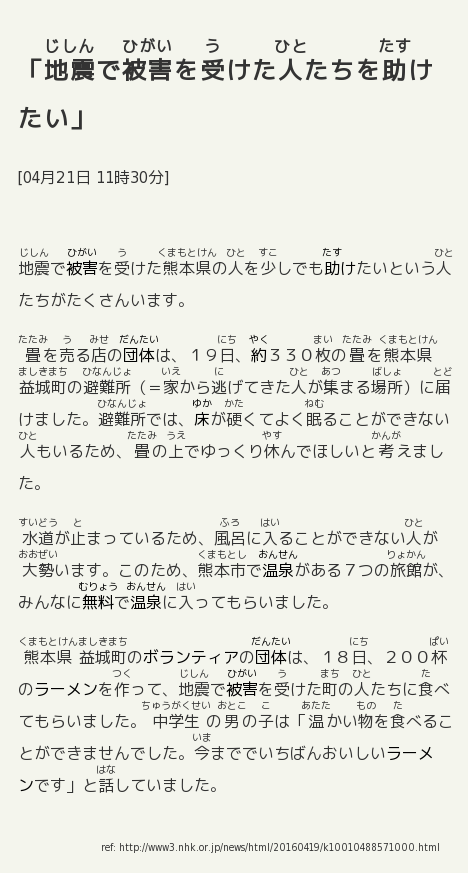 「地震で被害を受けた人たちを助け
たい」
[04月21日 11時30分]
地震で被害を受けた熊本県の人を少しでも助けたいという人
たちがたくさんいます。
畳を売る店の団体は、１９日、約３３０枚の畳を熊本県
益城町の避難所（＝家から逃げてきた人が集まる場所）に届
けました。避難所では、床が硬くてよく眠ることができない
人もいるため、畳の上でゆっくり休んでほしいと考えまし
た。
水道が止まっているため、風呂に入ることができない人が
大勢います。このため、熊本市で温泉がある７つの旅館が、
みんなに無料で温泉に入ってもらいました。
熊本県益城町のボランティアの団体は、１８日、２００杯
のラーメンを作って、地震で被害を受けた町の人たちに食べ
てもらいました。中学生の男の子は「温かい物を食べるこ
とができませんでした。今まででいちばんおいしいラーメ
ンです」と話していました。
ref: http://www3.nhk.or.jp/news/html/20160419/k10010488571000.html